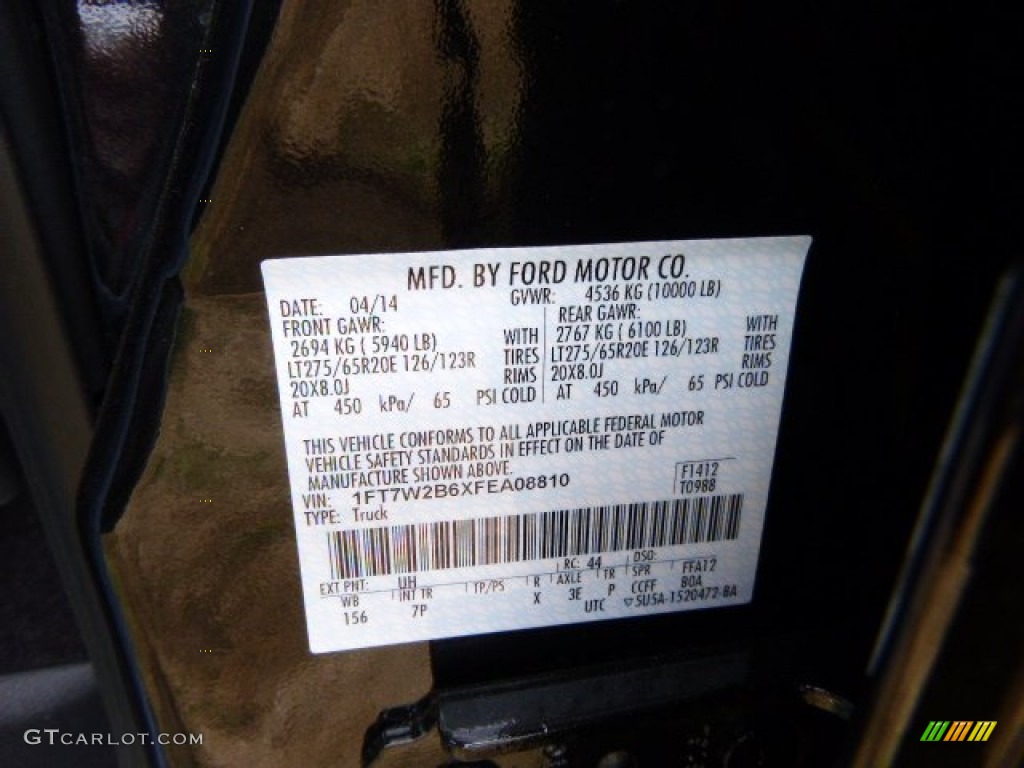 MFD. BY FORD MOTOR CO.
DATE: 04/14 GVWR: 4536 KG (10000 LB)
FRONT GAWR: REAR GAWR:
2694 KG ( 5940 LB) WITH 2767 KG ( 6100 LB) WITH
LT275/65R20E 126/123R TIRES LT275/65R20E 126/123R TIRES
20X8.0J RIMS 20X8.0J RIMS
AT 450 kPa/ 65 PSI COLD AT 450 kPa/ 65 PSI COLD
THIS VEHICLE CONFORMS TO ALL APPLICABLE FEDERAL MOTOR
VEHICLE SAFETY STANDARDS IN EFFECT ON THE DATE OF
MANUFACTURE SHOWN ABOVE.
VIN: 1FT7W2B6XFEA08810 F1412
TYPE: Truck T0988
EXT PNT: UH RC: 44 DSO:
WB INT TR TP/PS R AXLE TR SPR FFA12
156 7P X 3E P CCFF BOA
UTC ▽5U5A-1520472-BA
GTCARLOT.COM